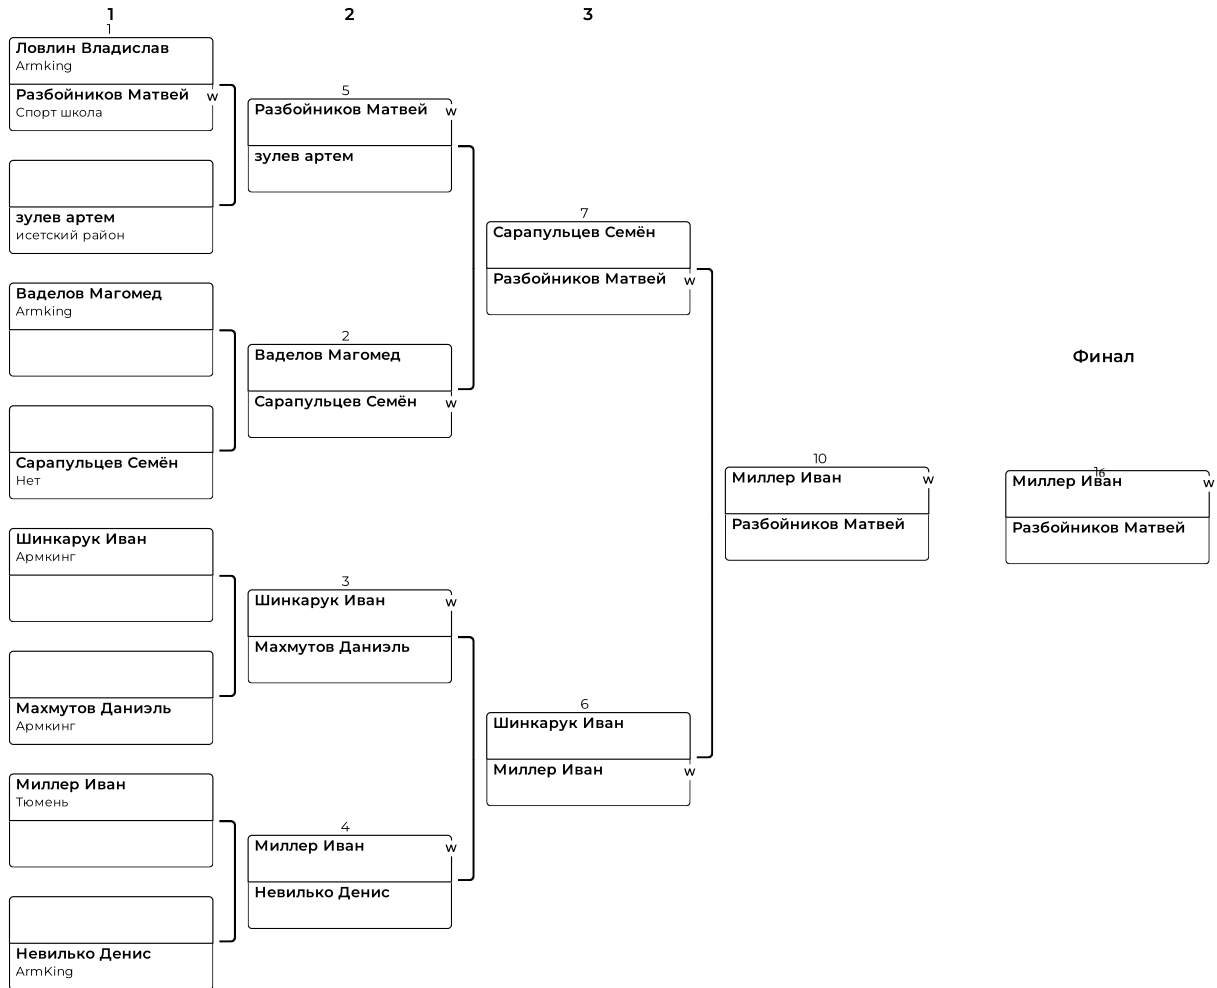 1
2
3
1
Ловлин Владислав
Armking
Разбойников Матвей w
Спорт школа
зулев артем
исетский район
Ваделов Магомед
Armking
Сарапульцев Семён
Нет
Шинкарук Иван
Армкинг
Махмутов Даниэль
Армкинг
Миллер Иван
Тюмень
Невилько Денис
ArmKing
5
Разбойников Матвей w
зулев артем
2
Ваделов Магомед
Сарапульцев Семён w
3
Шинкарук Иван w
Махмутов Даниэль
4
Миллер Иван w
Невилько Денис
7
Сарапульцев Семён
Разбойников Матвей w
6
Шинкарук Иван
Миллер Иван w
10
Миллер Иван w
Разбойников Матвей
Финал
16
Миллер Иван w
Разбойников Матвей